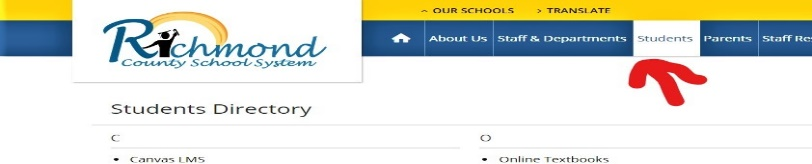 OUR SCHOOLS > TRANSLATE
Richmond
County School System
About Us Staff & Departments Students Parents Staff Re
Students Directory
C
O
• Canvas LMS
• Online Textbooks